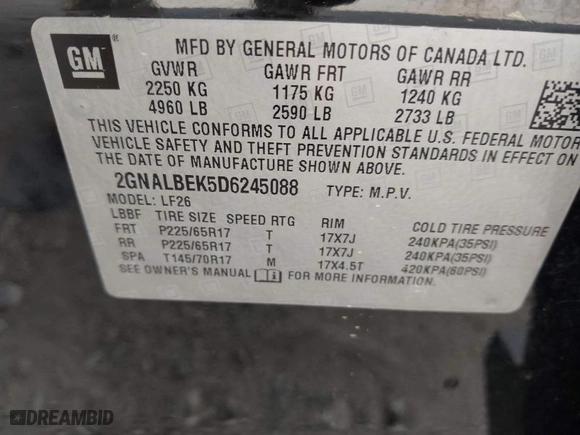 GM ®
MFD BY GENERAL MOTORS OF CANADA LTD.
GVWR GAWR FRT GAWR RR
2250 KG 1175 KG 1240 KG
4960 LB 2590 LB 2733 LB
THIS VEHICLE CONFORMS TO ALL APPLICABLE U.S. FEDERAL MOTOR
VEHICLE SAFETY AND THEFT PREVENTION STANDARDS IN EFFECT ON
THE DATE OF MANUFACTURE SHOWN ABOVE.
2GNALBEK5D6245088 TYPE: M.P.V.
MODEL: LF26
LBBF TIRE SIZE SPEED RTG RIM COLD TIRE PRESSURE
FRT P225/65R17 T 17X7J 240KPA(35PSI)
RR P225/65R17 T 17X7J 240KPA(35PSI)
SPA T145/70R17 M 17X4.5T 420KPA(60PSI)
SEE OWNER'S MANUAL FOR MORE INFORMATION
DREAMBID